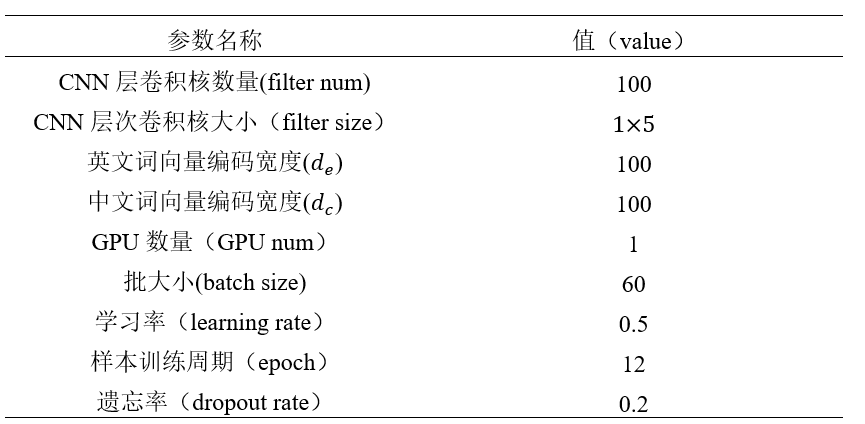 参数名称 值（value）
CNN 层卷积核数量(filter num) 100
CNN 层次卷积核大小（filter size） 1×5
英文词向量编码宽度(𝑑𝑒) 100
中文词向量编码宽度(𝑑𝑐) 100
GPU 数量（GPU num） 1
批大小(batch size) 60
学习率（learning rate） 0.5
样本训练周期（epoch） 12
遗忘率（dropout rate） 0.2